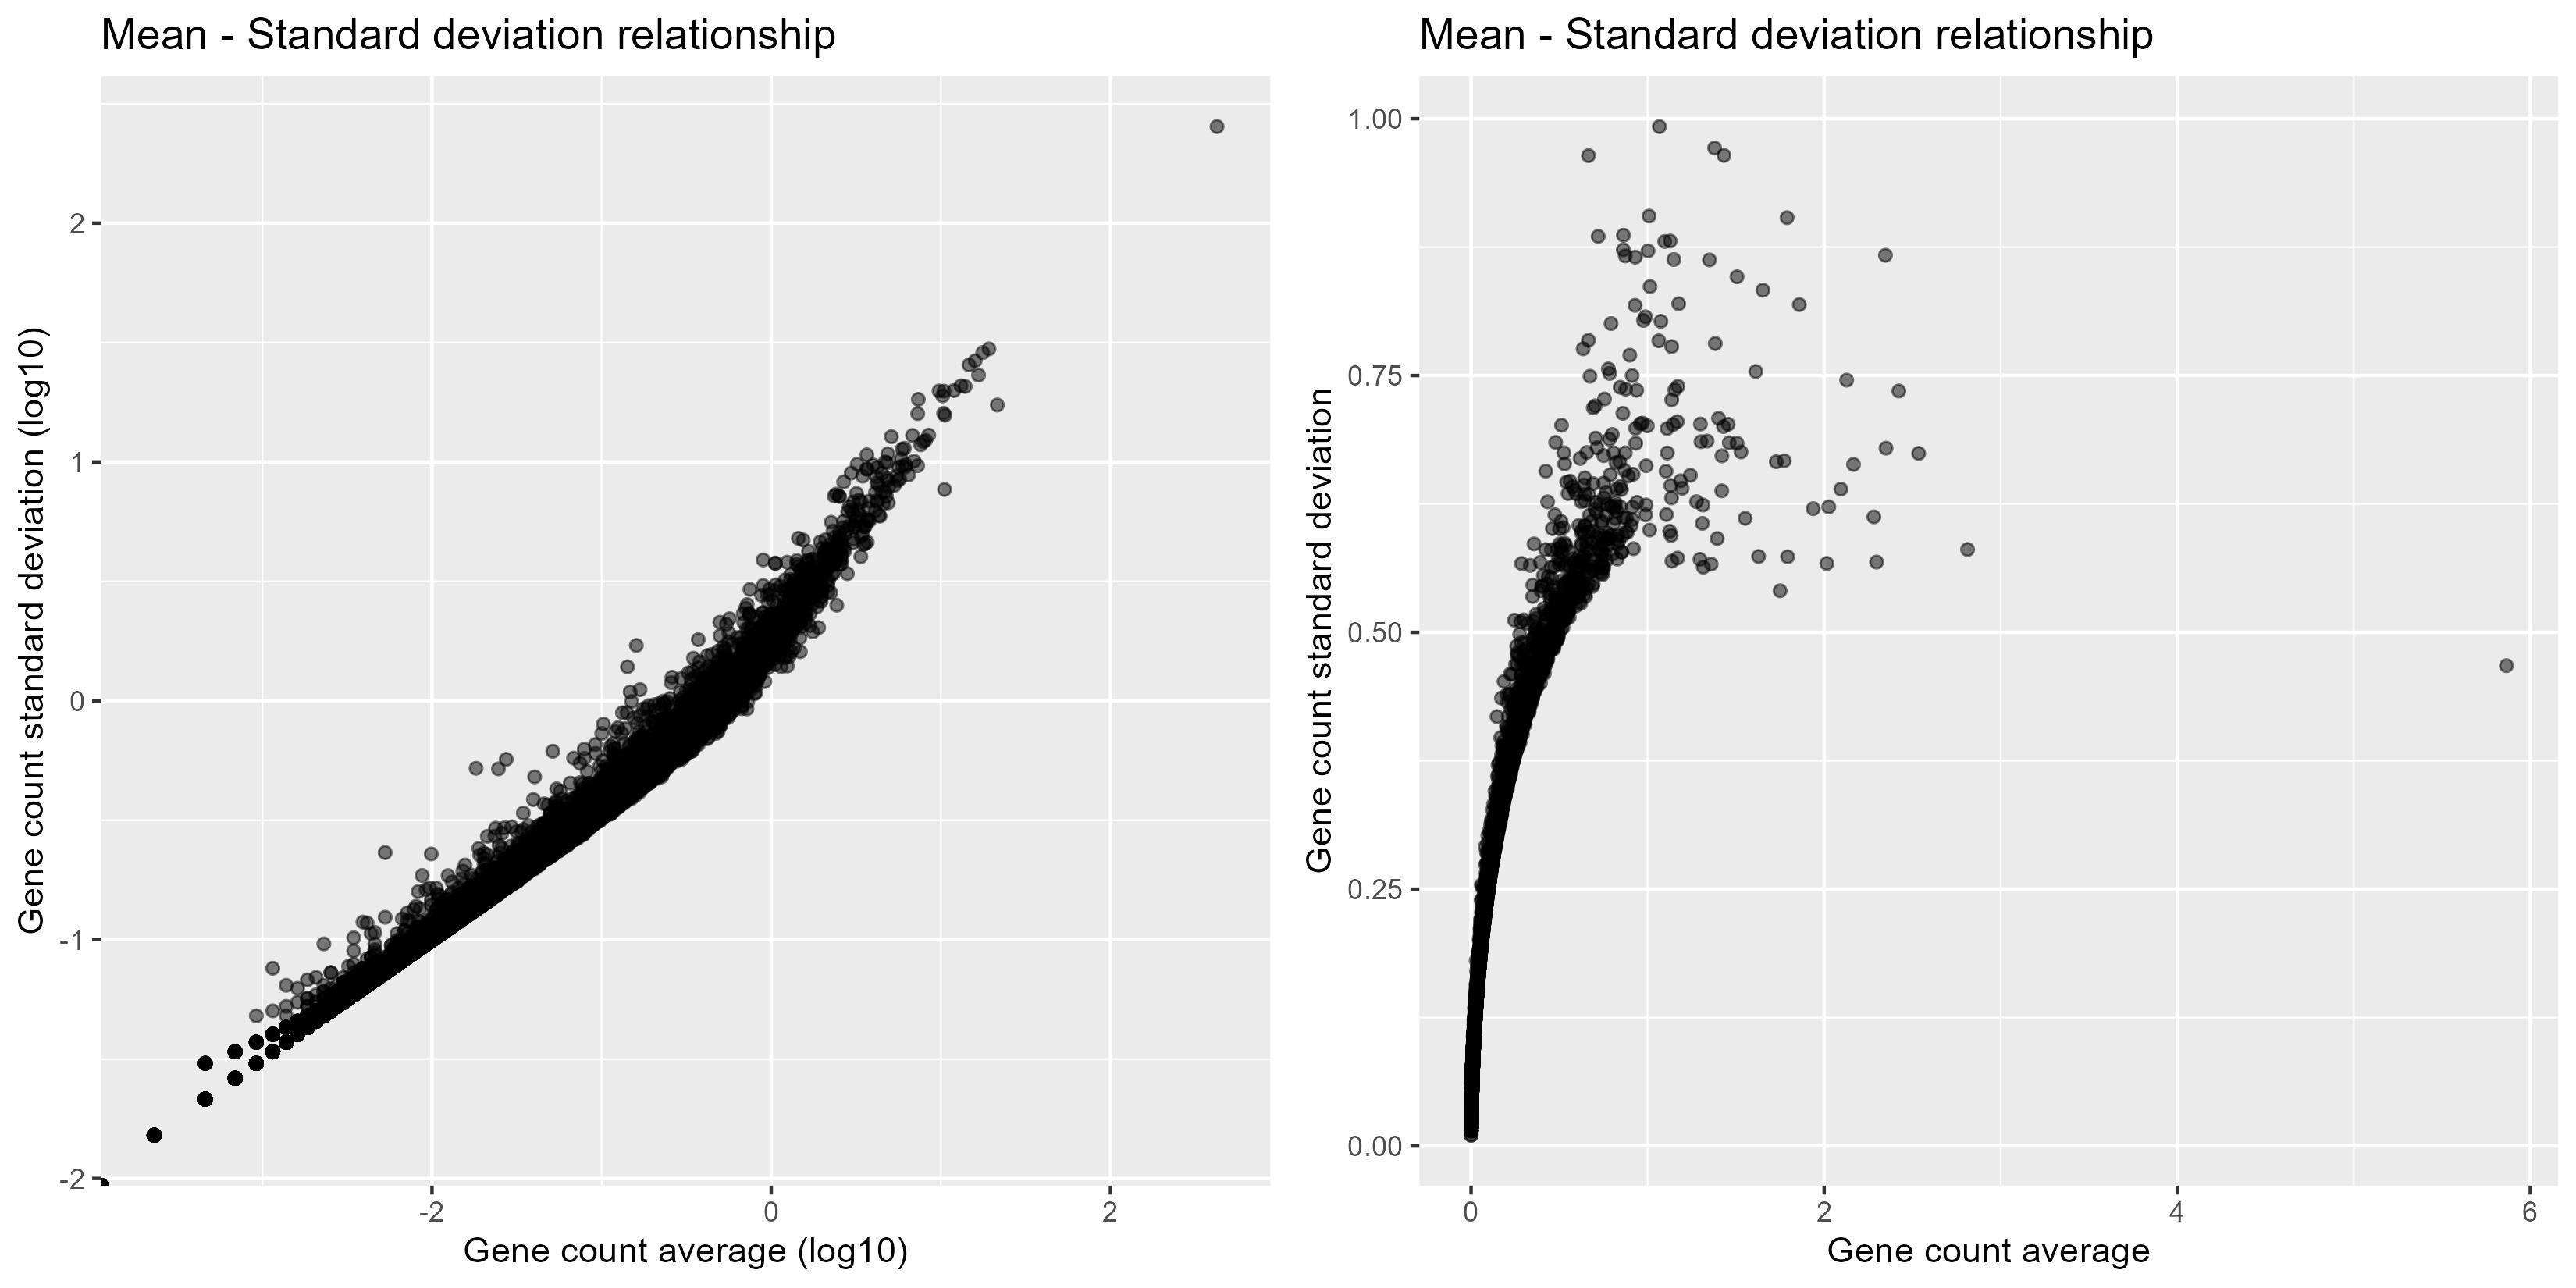 Mean - Standard deviation relationship
Gene count standard deviation (log10)
2
1
0
-1
-2
-2
0
2
Gene count average (log10)
Mean - Standard deviation relationship
Gene count standard deviation
1.00
0.75
0.50
0.25
0.00
0
2
4
6
Gene count average